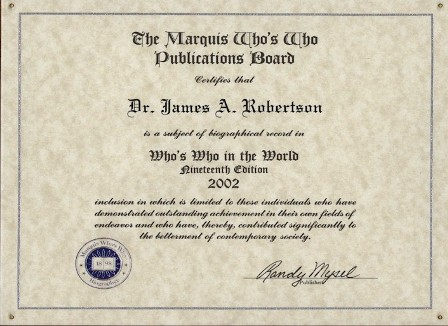 The Marquis Who's Who
Publications Board
Certifies that
Dr. James A. Robertson
is a subject of biographical record in
Who's Who in the World
Nineteenth Edition
2002
inclusion in which is limited to those individuals who have
demonstrated outstanding achievement in their own fields of
endeavor and who have, thereby, contributed significantly to
the betterment of contemporary society.
Marquis Who's Who
1898
Randy Mysel
Publisher